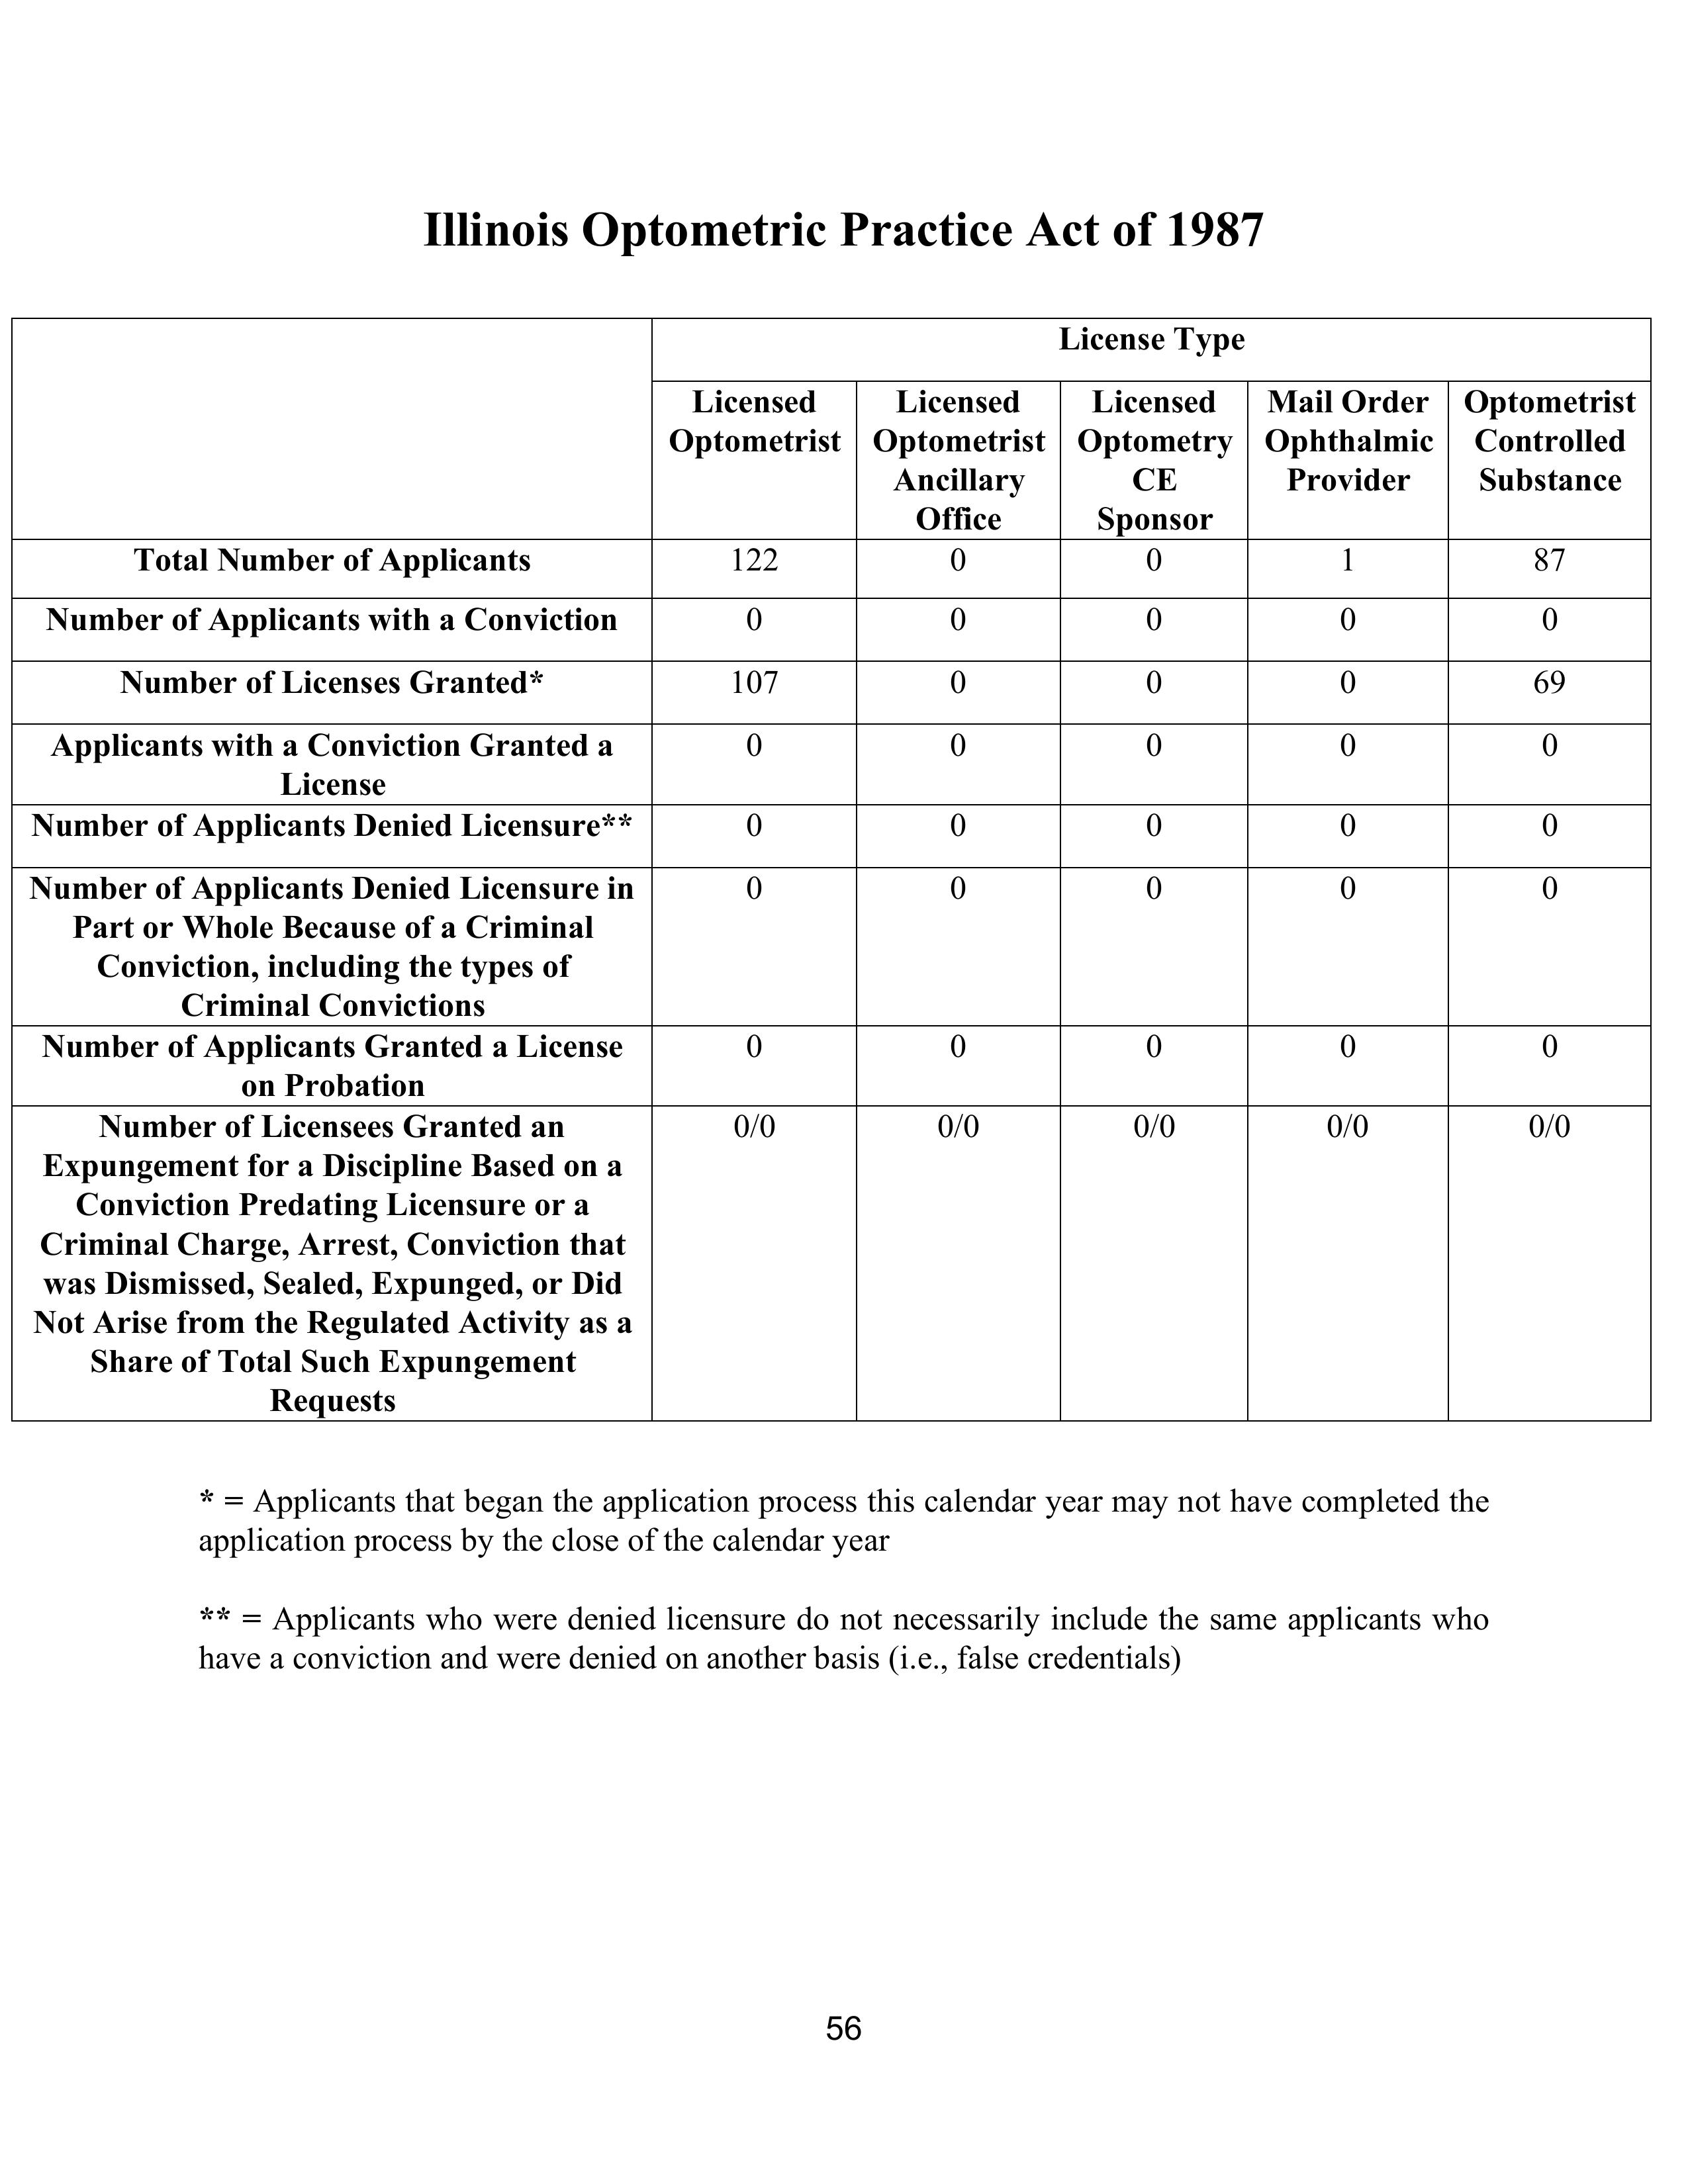 Illinois Optometric Practice Act of 1987
License Type
Licensed
Optometrist
Licensed
Optometrist
Ancillary
Office
Licensed
Optometry
CE
Sponsor
Mail Order
Ophthalmic
Provider
Optometrist
Controlled
Substance
Total Number of Applicants 122 0 0 1 87
Number of Applicants with a Conviction 0 0 0 0 0
Number of Licenses Granted* 107 0 0 0 69
Applicants with a Conviction Granted a 0 0 0 0 0
License
Number of Applicants Denied Licensure** 0 0 0 0 0
Number of Applicants Denied Licensure in 0 0 0 0 0
Part or Whole Because of a Criminal
Conviction, including the types of
Criminal Convictions
Number of Applicants Granted a License 0 0 0 0 0
on Probation
Number of Licensees Granted an 0/0 0/0 0/0 0/0 0/0
Expungement for a Discipline Based on a
Conviction Predating Licensure or a
Criminal Charge, Arrest, Conviction that
was Dismissed, Sealed, Expunged, or Did
Not Arise from the Regulated Activity as a
Share of Total Such Expungement
Requests
* = Applicants that began the application process this calendar year may not have completed the
application process by the close of the calendar year
** = Applicants who were denied licensure do not necessarily include the same applicants who
have a conviction and were denied on another basis (i.e., false credentials)
56